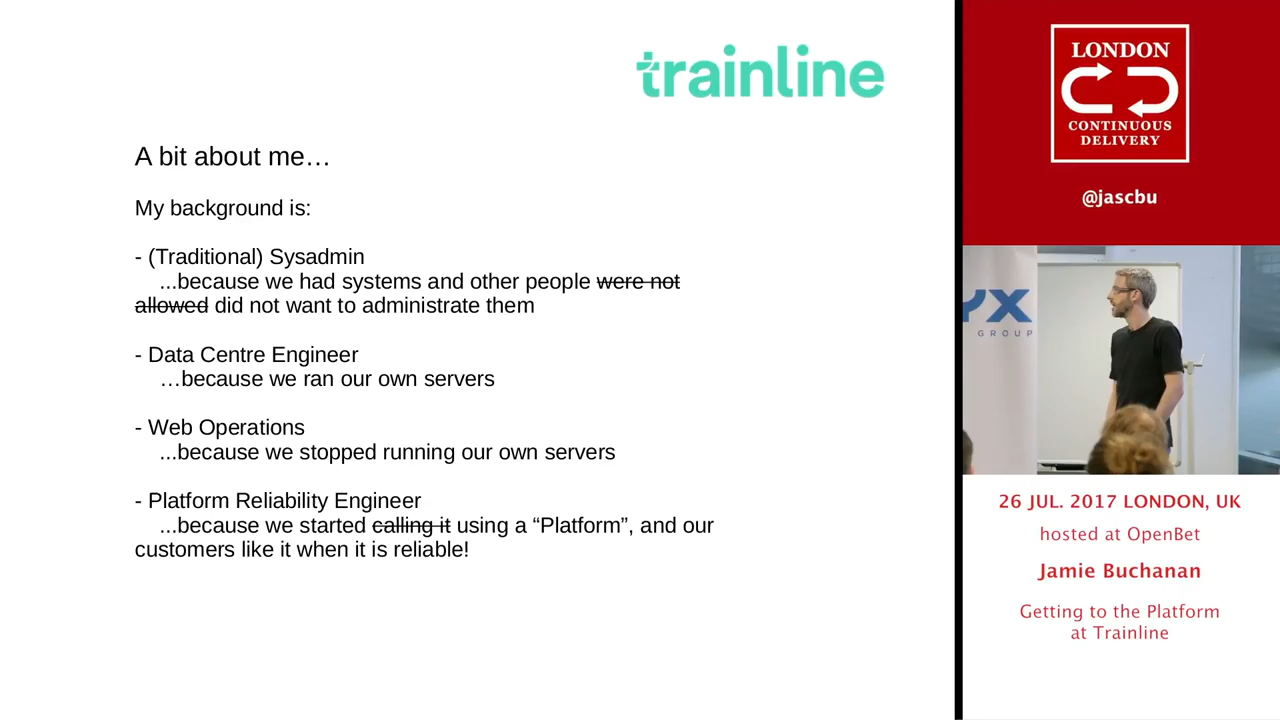 trainline
A bit about me…
My background is:
- (Traditional) Sysadmin
...because we had systems and other people were not
allowed did not want to administrate them
- Data Centre Engineer
…because we ran our own servers
- Web Operations
...because we stopped running our own servers
- Platform Reliability Engineer
...because we started calling it using a “Platform”, and our
customers like it when it is reliable!
LONDON
CONTINUOUS
DELIVERY
@jascbu
YX
GROUP
26 JUL. 2017 LONDON, UK
hosted at OpenBet
Jamie Buchanan
Getting to the Platform
at Trainline